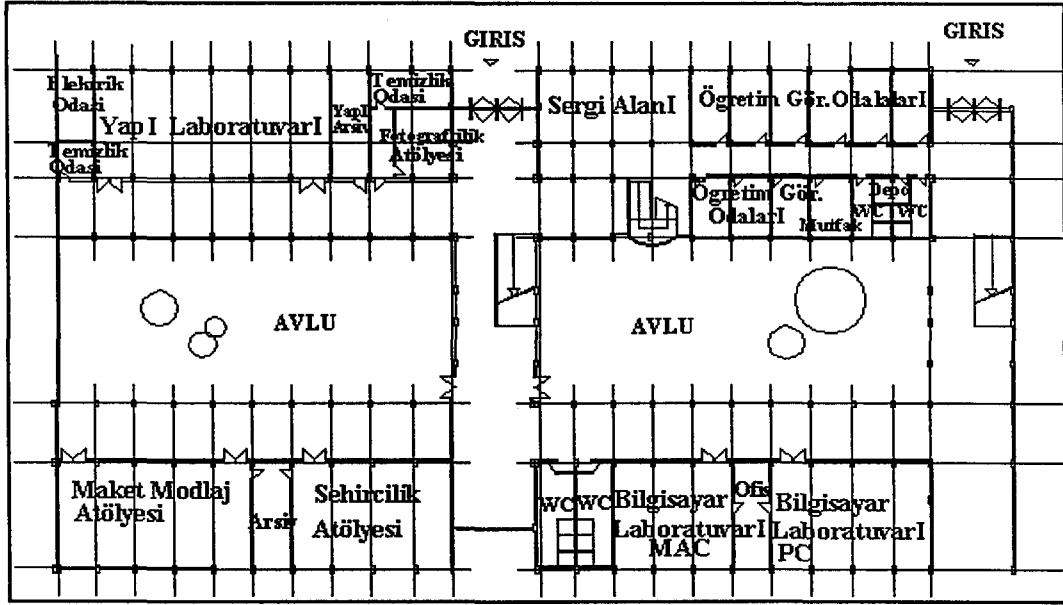 GIRIS
GIRIS
Elektirik
Odasi
Temizlik
Odasi
YapI LaboratuvarI
YapI
Arsiv
Temizlik
Odasi
Fotografcilik
Atölyesi
Sergi AlanI
Ögretim Gör. OdalalarI
Ögretim Gör.
OdalarI
Mutfak
Depo
WC
WC
AVLU
AVLU
Maket Modlaj
Atölyesi
Arsiv
Sehircilik
Atölyesi
WC
WC
Bilgisayar
LaboratuvarI
MAC
Ofis
Bilgisayar
LaboratuvarI
PC